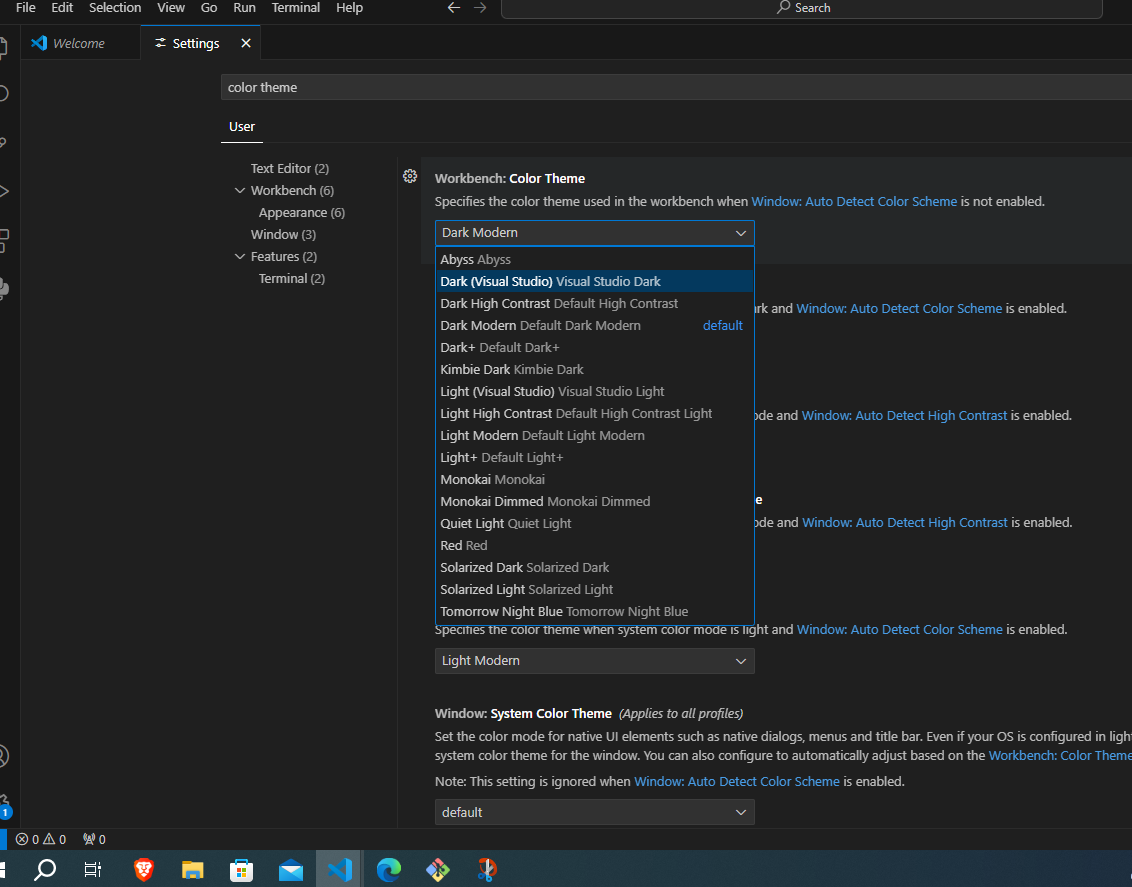 File Edit Selection View Go Run Terminal Help Search
Welcome Settings
color theme
User
Text Editor (2)
Workbench (6)
Appearance (6)
Window (3)
Features (2)
Terminal (2)
Workbench: Color Theme
Specifies the color theme used in the workbench when Window: Auto Detect Color Scheme is not enabled.
Dark Modern
Abyss Abyss
Dark (Visual Studio) Visual Studio Dark
Dark High Contrast Default High Contrast
rk and Window: Auto Detect Color Scheme is enabled.
Dark Modern Default Dark Modern default
Dark+ Default Dark+
Kimbie Dark Kimbie Dark
Light (Visual Studio) Visual Studio Light
Light High Contrast Default High Contrast Light
ode and Window: Auto Detect High Contrast is enabled.
Light Modern Default Light Modern
Light+ Default Light+
Monokai Monokai
Monokai Dimmed Monokai Dimmed
e
Quiet Light Quiet Light
ode and Window: Auto Detect High Contrast is enabled.
Red Red
Solarized Dark Solarized Dark
Solarized Light Solarized Light
Tomorrow Night Blue Tomorrow Night Blue
Specifies the color theme when system color mode is light and Window: Auto Detect Color Scheme is enabled.
Light Modern
Window: System Color Theme (Applies to all profiles)
Set the color mode for native UI elements such as native dialogs, menus and title bar. Even if your OS is configured in light
system color theme for the window. You can also configure to automatically adjust based on the Workbench: Color Theme
Note: This setting is ignored when Window: Auto Detect Color Scheme is enabled.
default
1
0 0 0